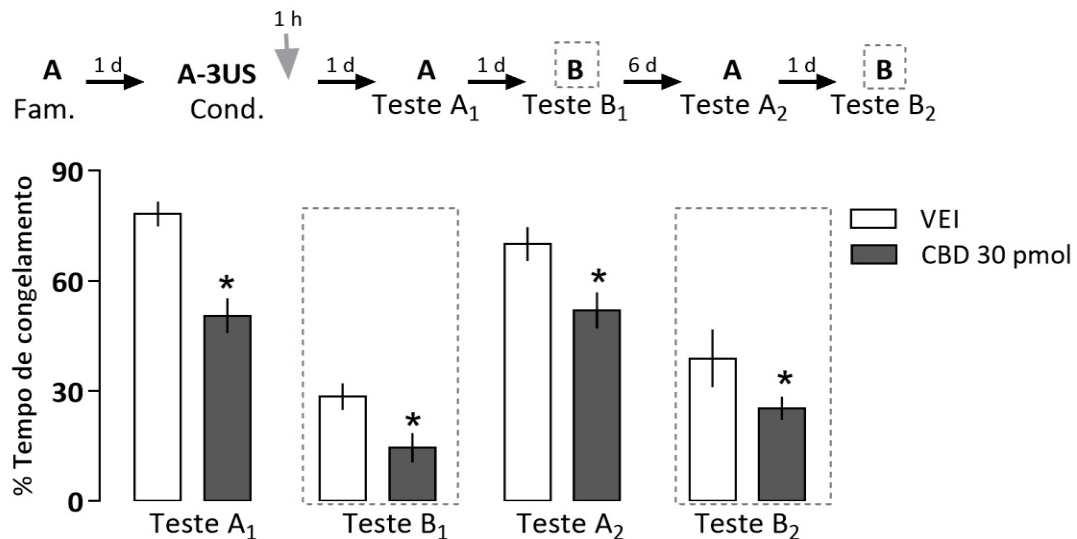 1 h
A 1 d A-3US 1 d A 1 d B 6 d A 1 d B
Fam. Cond. Teste A₁ Teste B₁ Teste A₂ Teste B₂
% Tempo de congelamento
90
60
30
0
* * * *
VEI
CBD 30 pmol
Teste A₁ Teste B₁ Teste A₂ Teste B₂